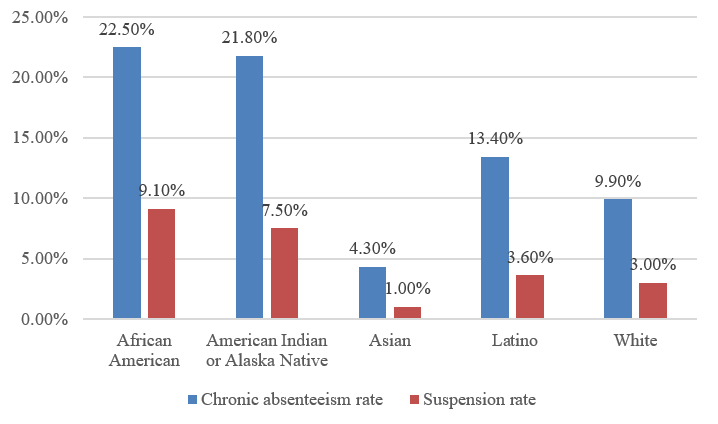 25.00%
22.50%
21.80%
20.00%
15.00%
13.40%
10.00%
9.10%
9.90%
7.50%
5.00%
4.30%
3.60%
3.00%
1.00%
0.00%
African
American
American Indian
or Alaska Native
Asian
Latino
White
Chronic absenteeism rate
Suspension rate